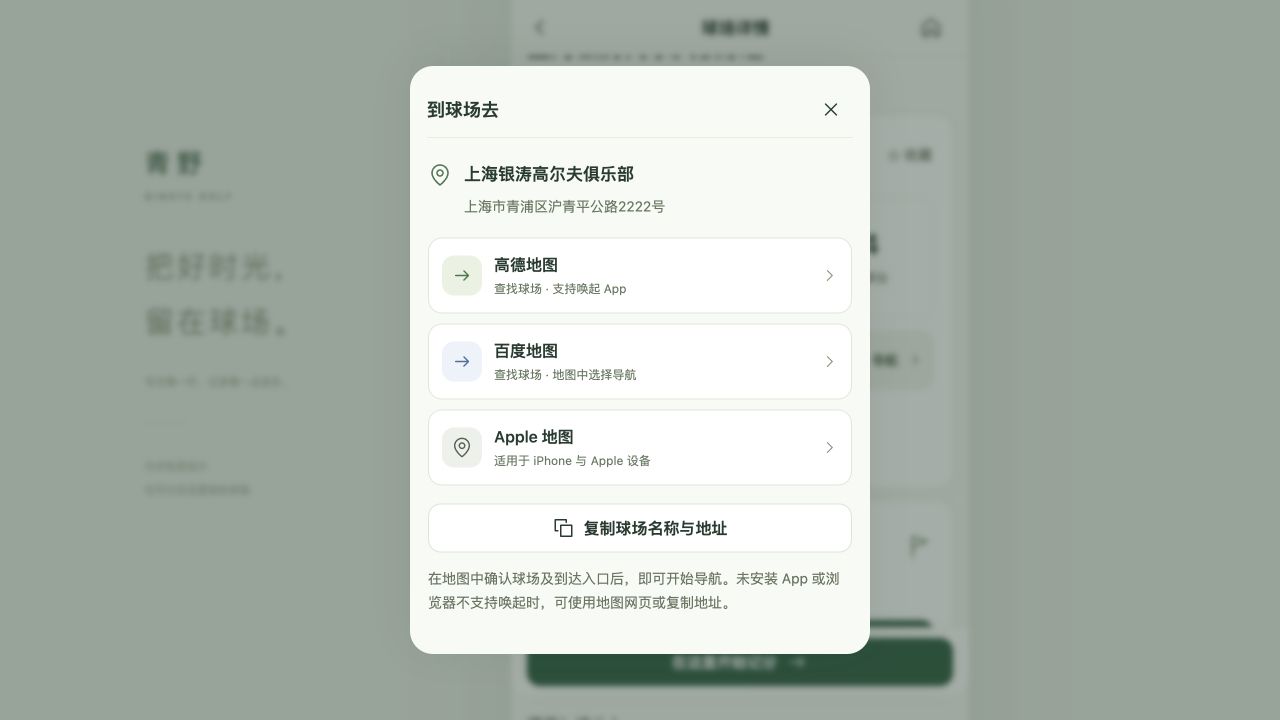 球场详情
到球场去
青野
上海银涛高尔夫俱乐部
上海市青浦区沪青平公路2222号
把好时光，
留在球场。
高德地图
查找球场 · 支持唤起 App
百度地图
查找球场 · 地图中选择导航
Apple 地图
适用于 iPhone 与 Apple 设备
复制球场名称与地址
在地图中确认球场及到达入口后，即可开始导航。未安装 App 或浏
览器不支持唤起时，可使用地图网页或复制地址。